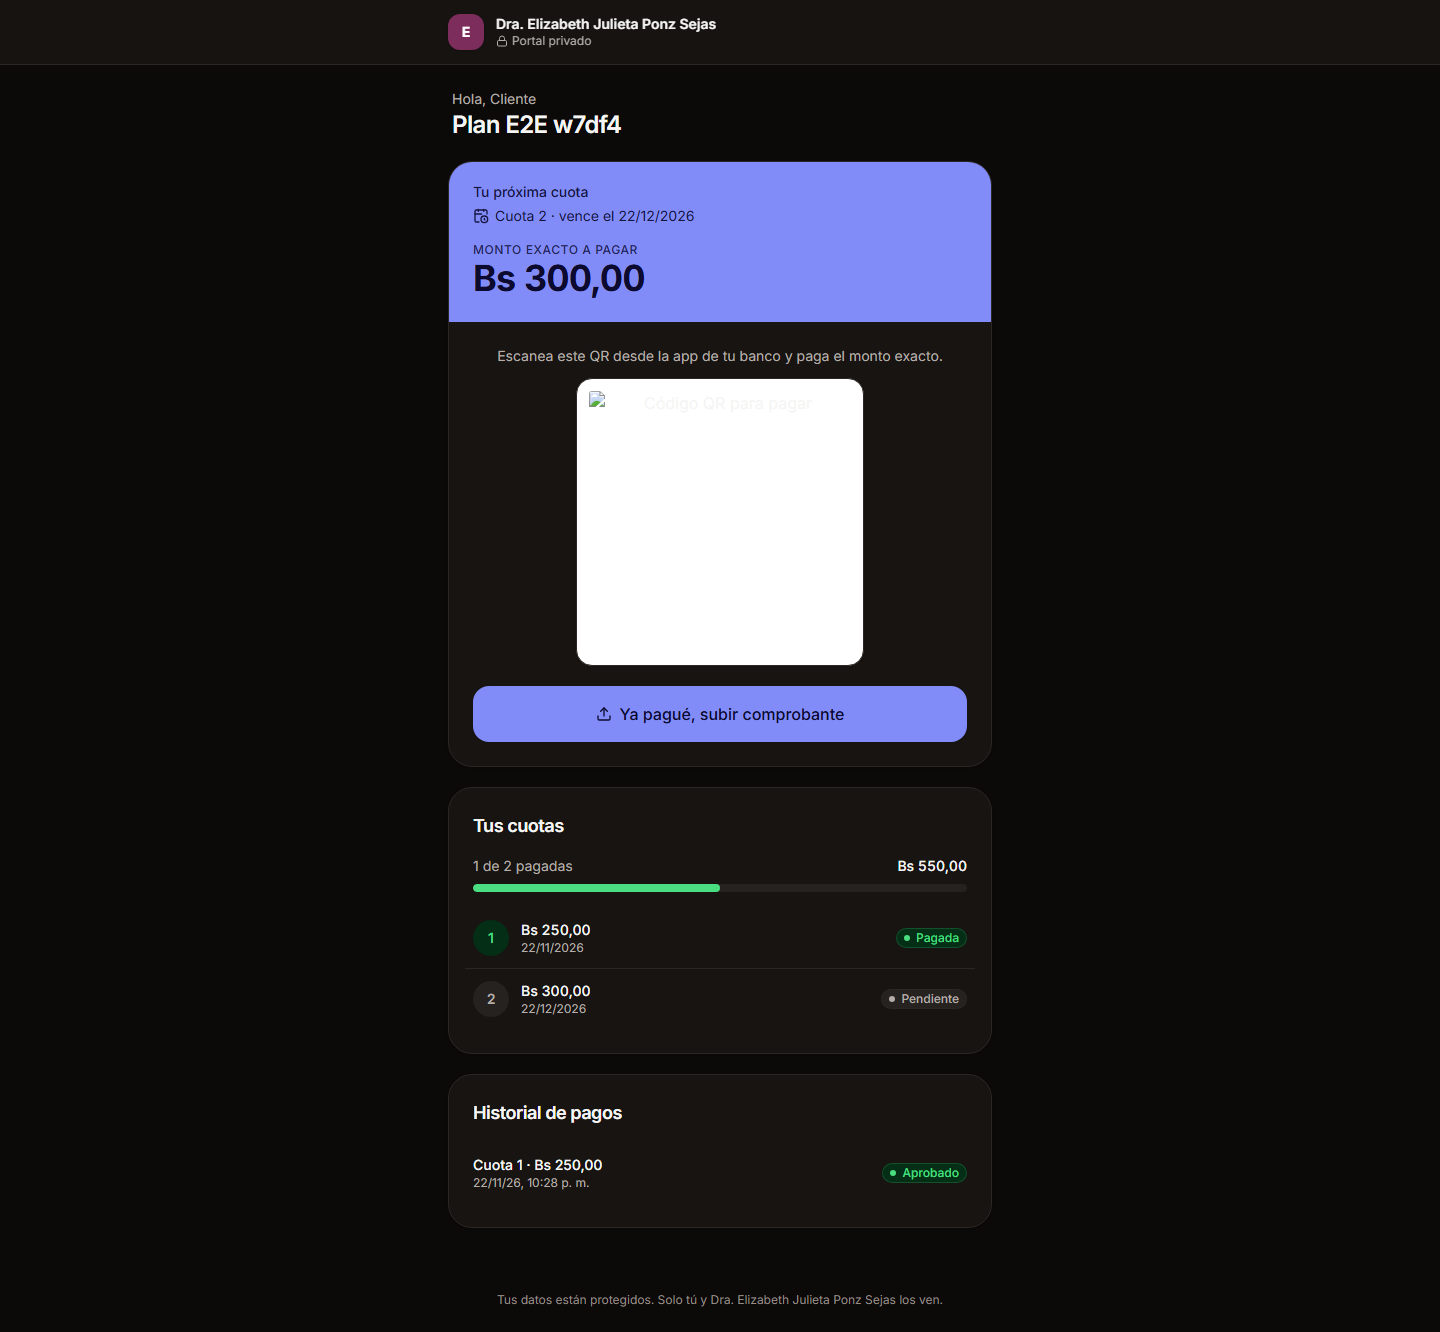 E
Dra. Elizabeth Julieta Ponz Sejas
Portal privado
Hola, Cliente
Plan E2E w7df4
Tu próxima cuota
Cuota 2 · vence el 22/12/2026
MONTO EXACTO A PAGAR
Bs 300,00
Escanea este QR desde la app de tu banco y paga el monto exacto.
Código QR para pagar
Ya pagué, subir comprobante
Tus cuotas
1 de 2 pagadas
Bs 550,00
1
Bs 250,00
22/11/2026
Pagada
2
Bs 300,00
22/12/2026
Pendiente
Historial de pagos
Cuota 1 · Bs 250,00
22/11/26, 10:28 p. m.
Aprobado
Tus datos están protegidos. Solo tú y Dra. Elizabeth Julieta Ponz Sejas los ven.